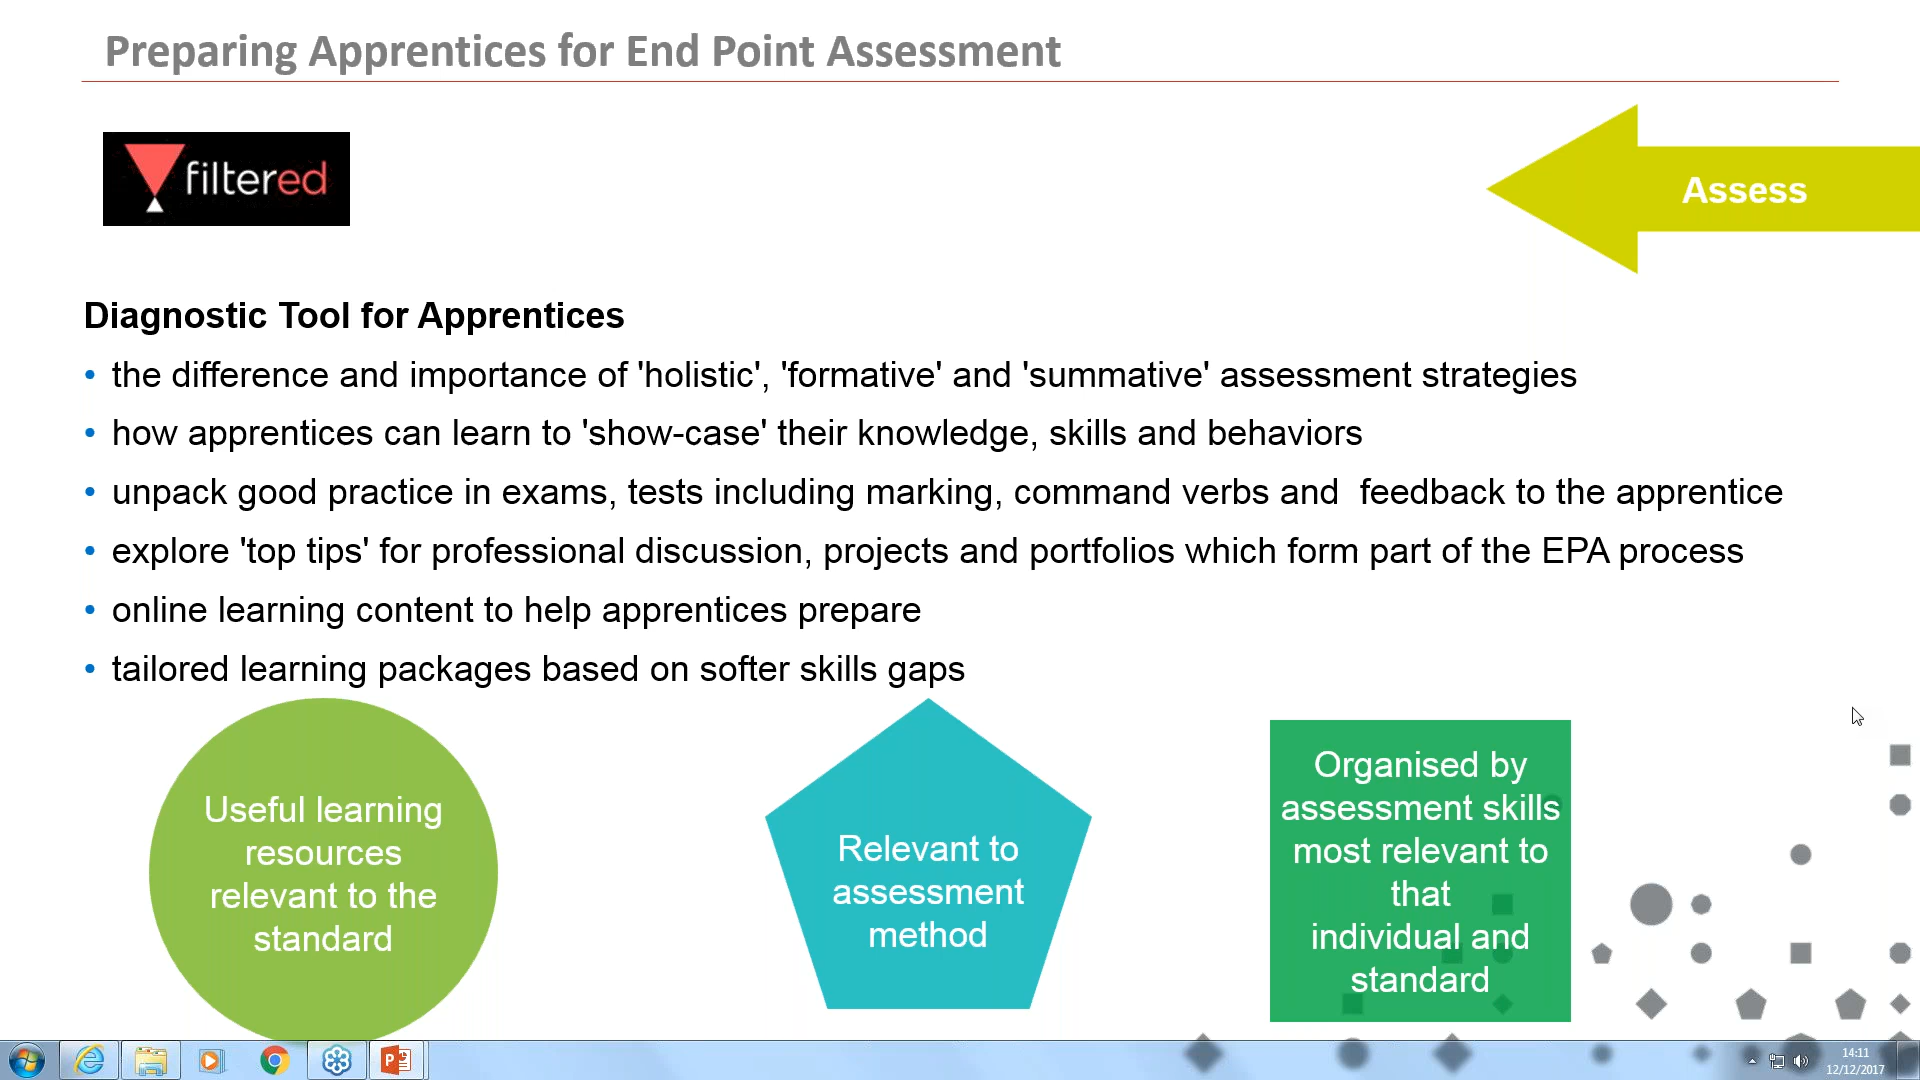 Preparing Apprentices for End Point Assessment
filtered
Assess
Diagnostic Tool for Apprentices
• the difference and importance of 'holistic', 'formative' and 'summative' assessment strategies
• how apprentices can learn to 'show-case' their knowledge, skills and behaviors
• unpack good practice in exams, tests including marking, command verbs and  feedback to the apprentice
• explore 'top tips' for professional discussion, projects and portfolios which form part of the EPA process
• online learning content to help apprentices prepare
• tailored learning packages based on softer skills gaps
Useful learning
resources
relevant to the
standard
Relevant to
assessment
method
Organised by
assessment skills
most relevant to
that
individual and
standard
14:11
12/12/2017